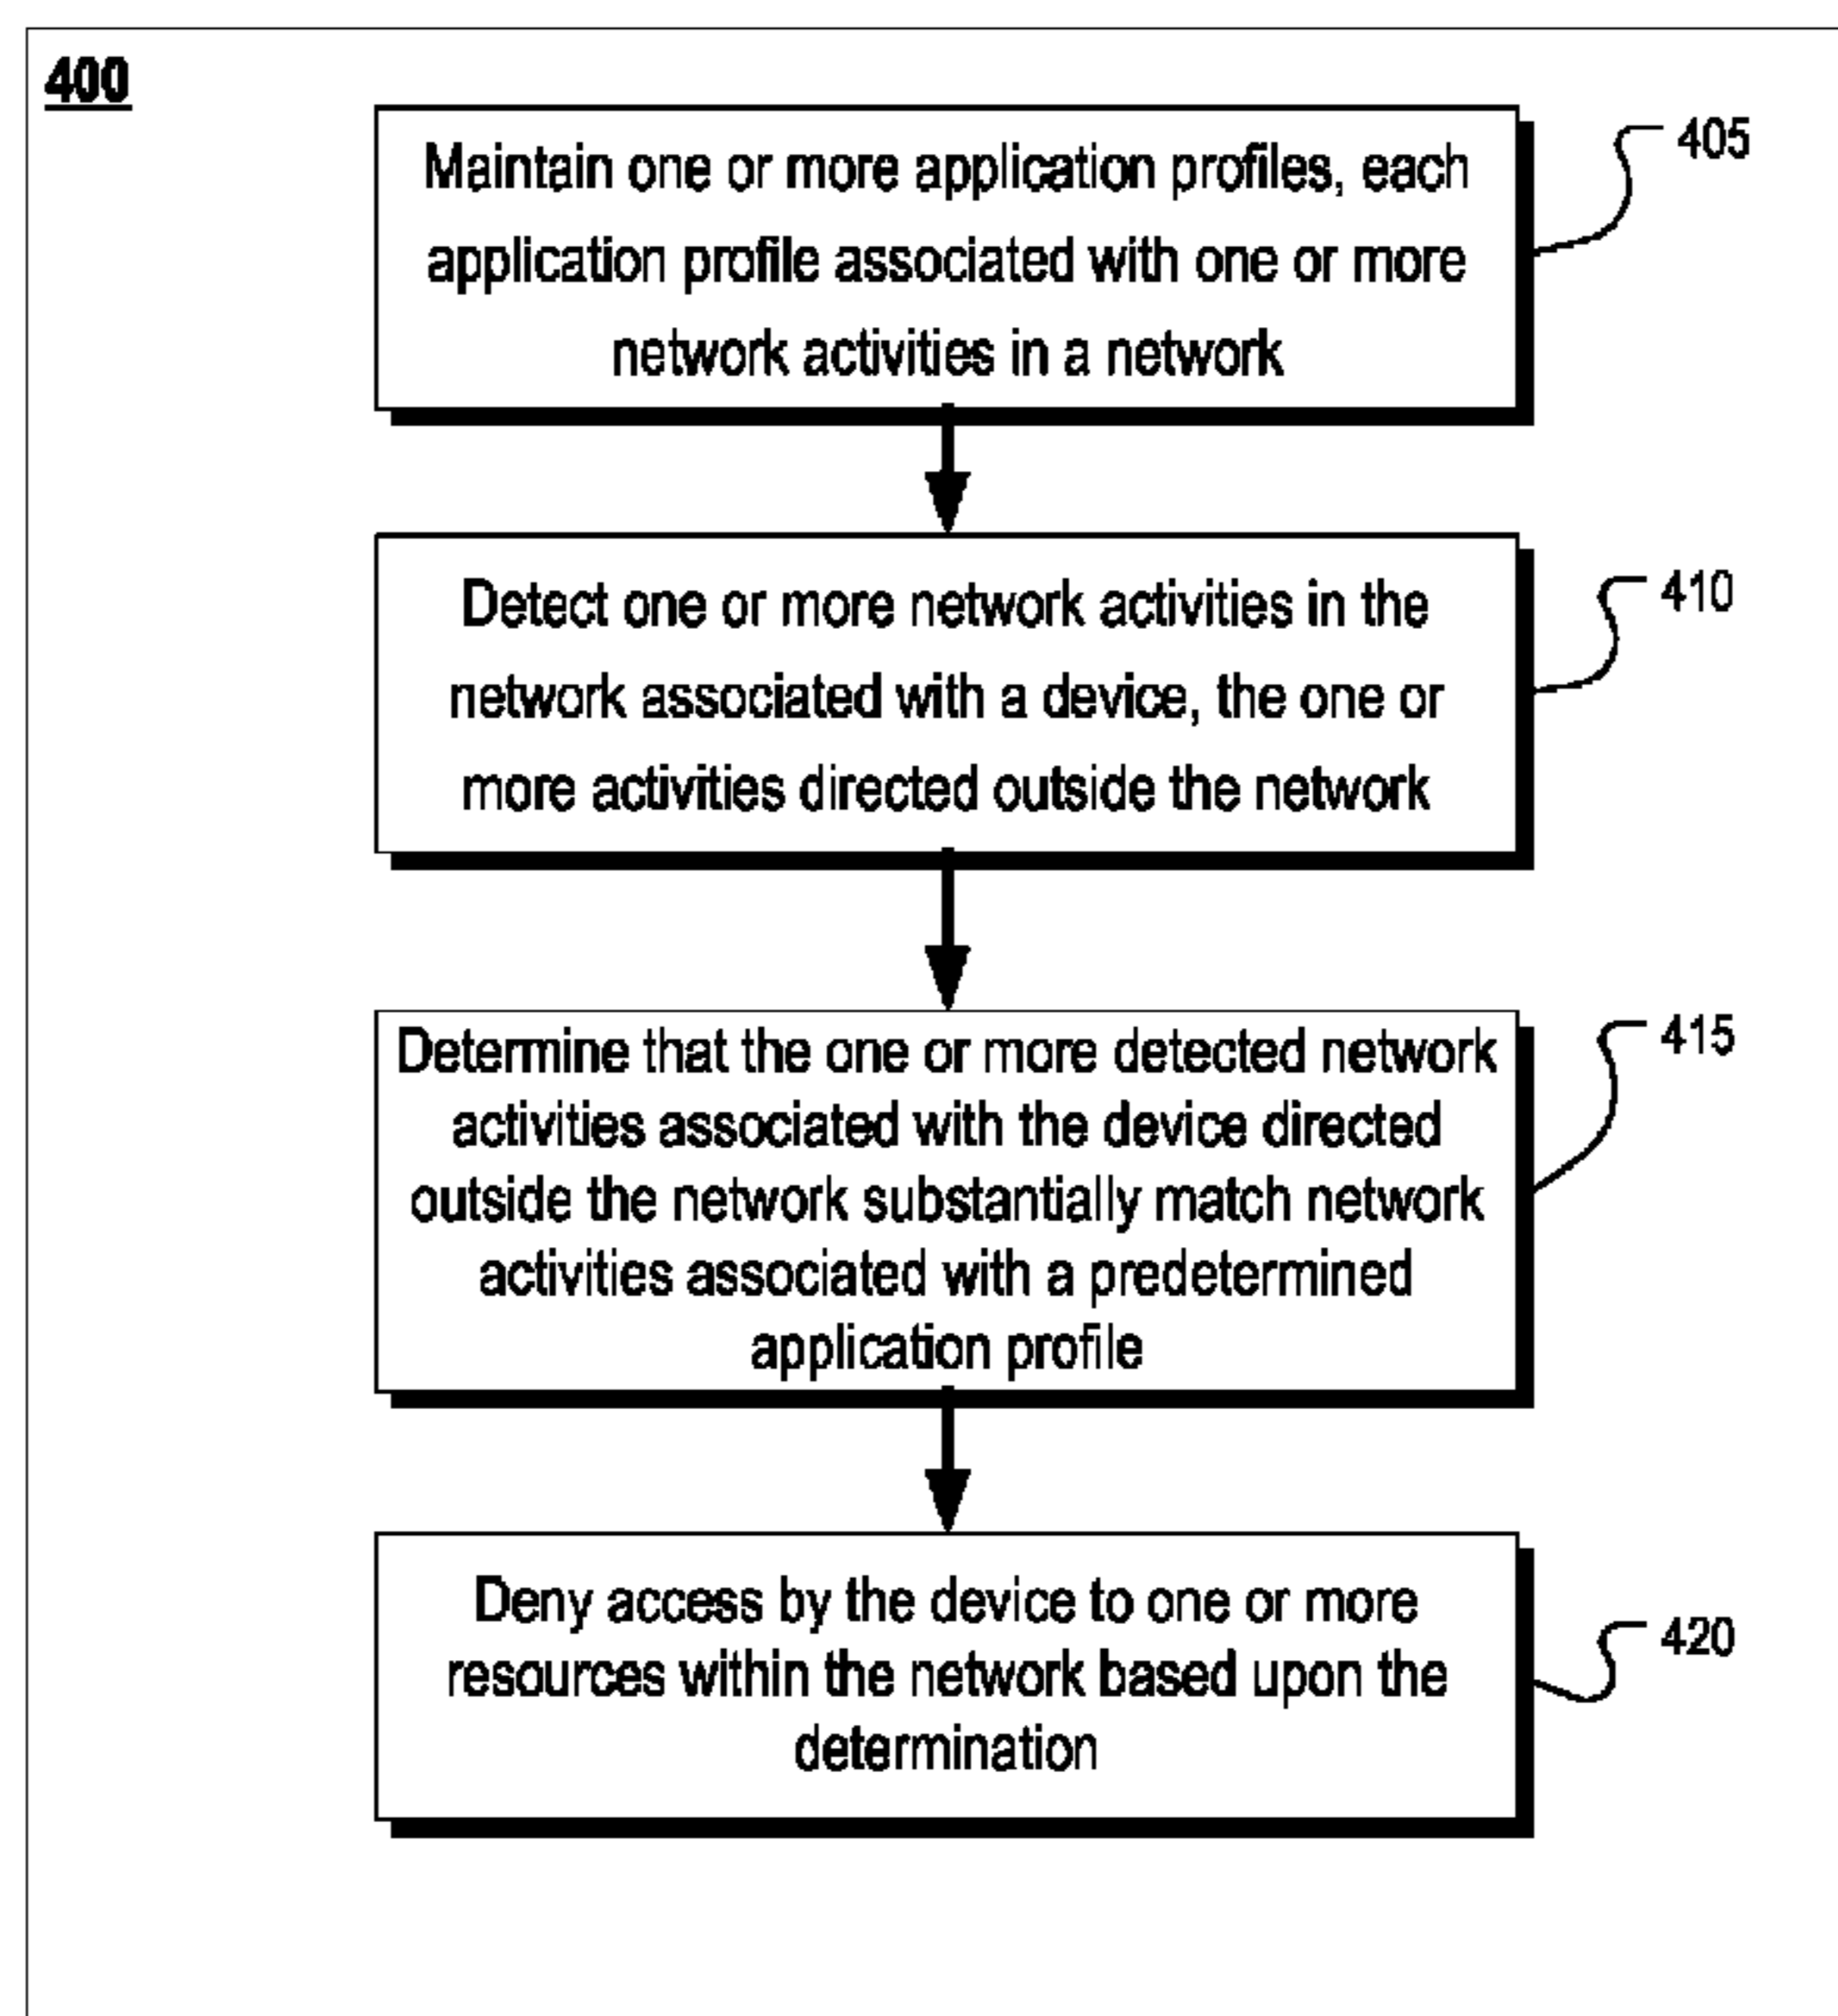 400
Maintain one or more application profiles, each
application profile associated with one or more
network activities in a network
405
Detect one or more network activities in the
network associated with a device, the one or
more activities directed outside the network
410
Determine that the one or more detected network
activities associated with the device directed
outside the network substantially match network
activities associated with a predetermined
application profile
415
Deny access by the device to one or more
resources within the network based upon the
determination
420